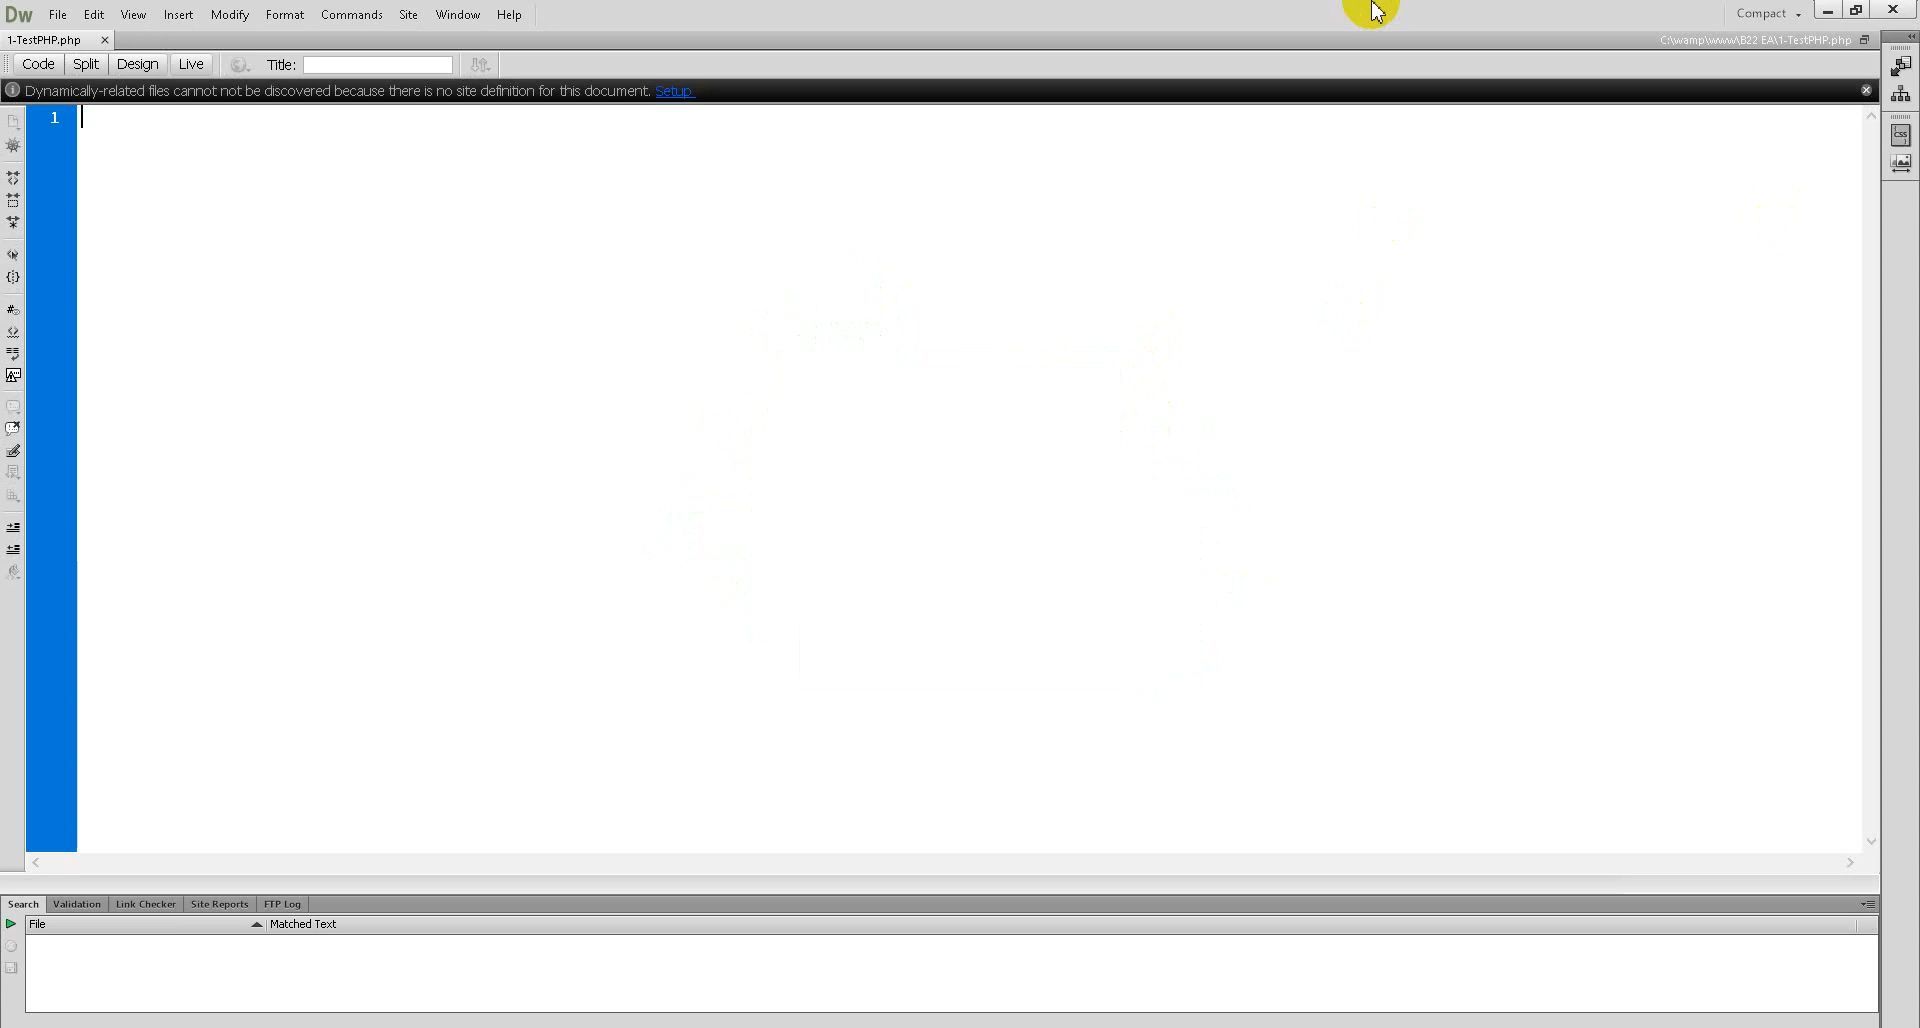 Dw File Edit View Insert Modify Format Commands Site Window Help Compact
1-TestPHP.php C:\wamp\www\B22 EA\1-TestPHP.php
Code Split Design Live Title:
Dynamically-related files cannot not be discovered because there is no site definition for this document. Setup
1
Search Validation Link Checker Site Reports FTP Log
File Matched Text